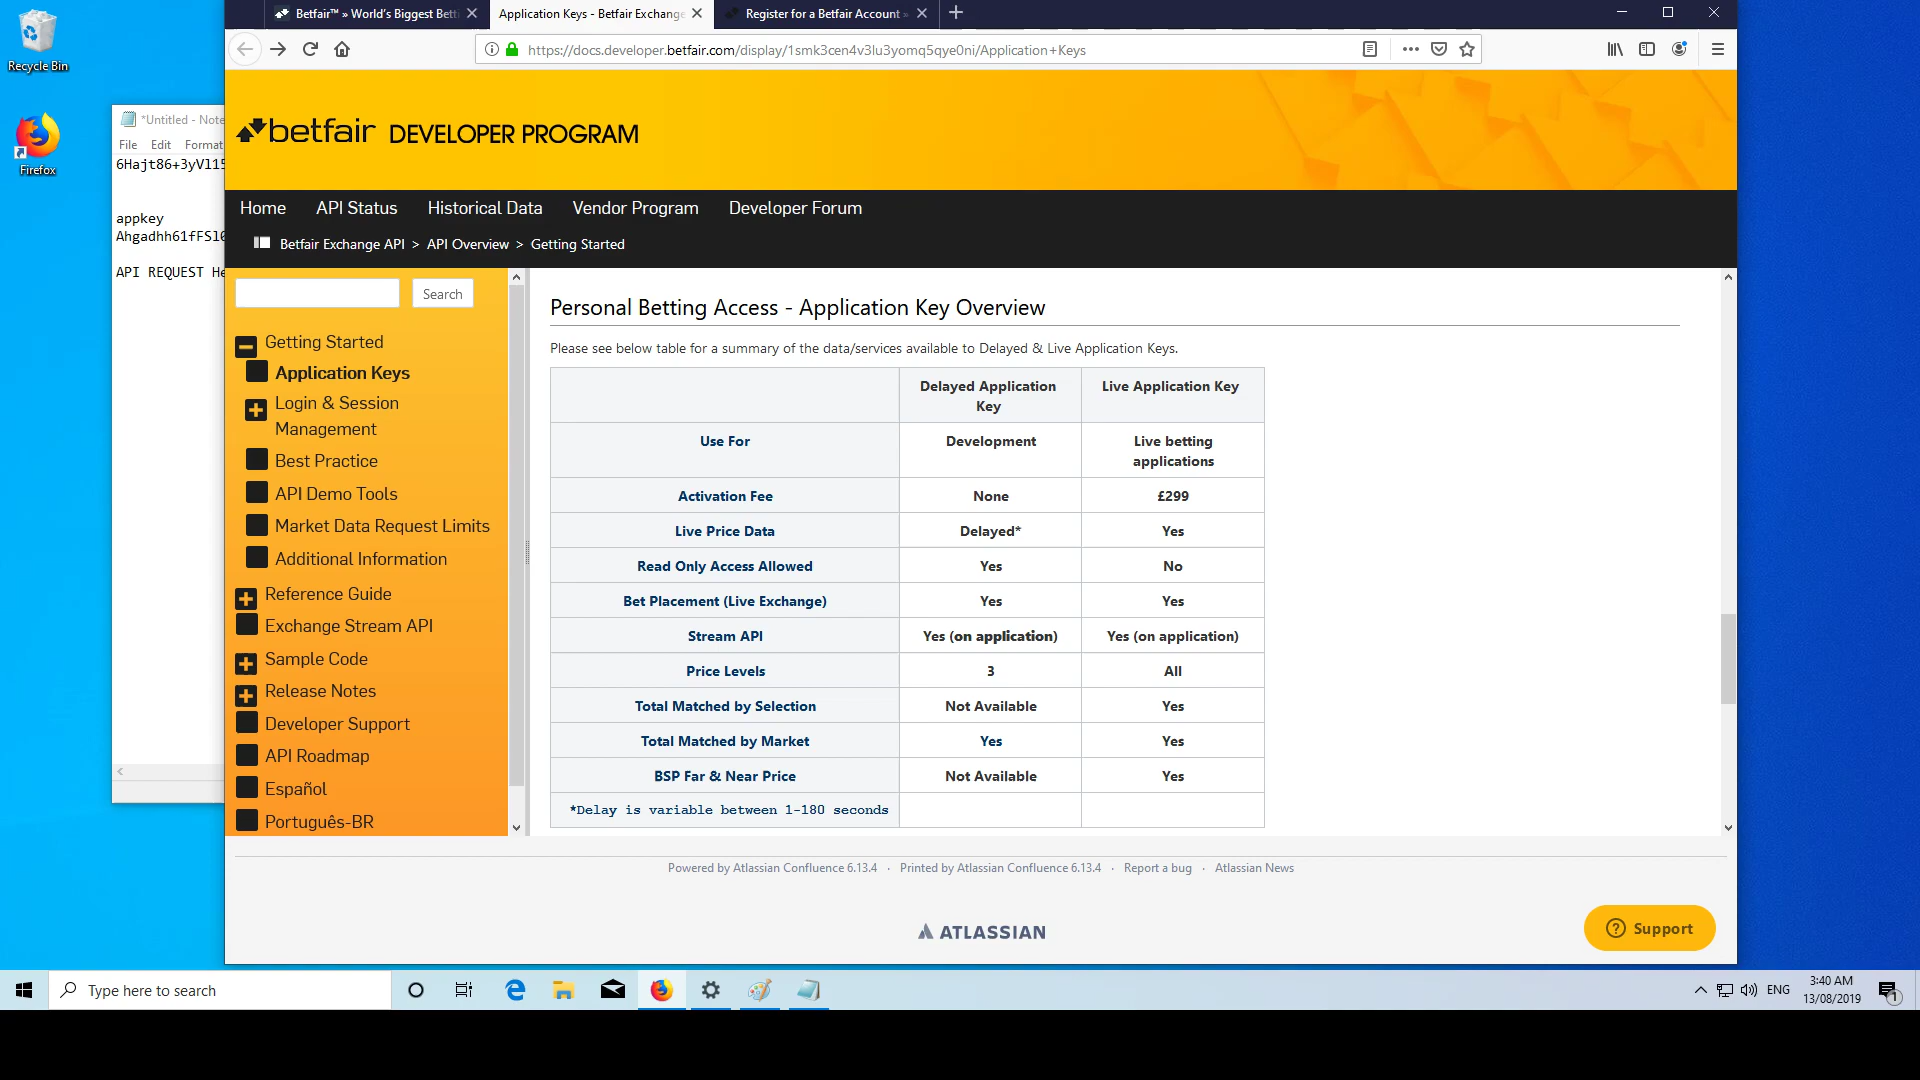 Recycle Bin
Firefox
*Untitled - Note
File Edit Format
6Hajt86+3yVl15
appkey
Ahgadhh61fFSl0
API REQUEST He
Betfair™ » World's Biggest Bett
Application Keys - Betfair Exchange
Register for a Betfair Account »
https://docs.developer.betfair.com/display/1smk3cen4v3lu3yomq5qye0ni/Application+Keys
betfair DEVELOPER PROGRAM
Home API Status Historical Data Vendor Program Developer Forum
Betfair Exchange API > API Overview > Getting Started
Search
Getting Started
Application Keys
Login & Session
Management
Best Practice
API Demo Tools
Market Data Request Limits
Additional Information
Reference Guide
Exchange Stream API
Sample Code
Release Notes
Developer Support
API Roadmap
Español
Português-BR
Personal Betting Access - Application Key Overview
Please see below table for a summary of the data/services available to Delayed & Live Application Keys.
Delayed Application Key Live Application Key
Use For Development Live betting applications
Activation Fee None £299
Live Price Data Delayed* Yes
Read Only Access Allowed Yes No
Bet Placement (Live Exchange) Yes Yes
Stream API Yes (on application) Yes (on application)
Price Levels 3 All
Total Matched by Selection Not Available Yes
Total Matched by Market Yes Yes
BSP Far & Near Price Not Available Yes
*Delay is variable between 1-180 seconds
Powered by Atlassian Confluence 6.13.4 · Printed by Atlassian Confluence 6.13.4 · Report a bug · Atlassian News
ATLASSIAN
Support
Type here to search
ENG
3:40 AM
13/08/2019
1